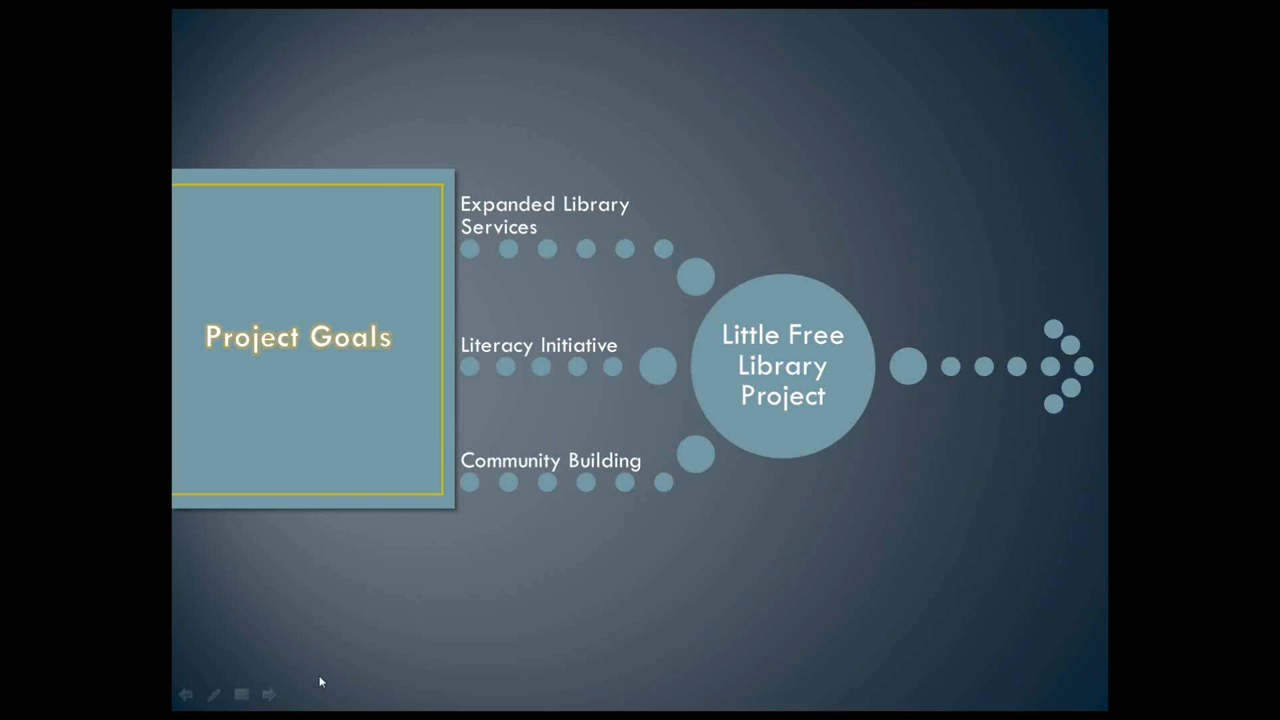 Expanded Library
Services
Project Goals
Literacy Initiative
Little Free
Library
Project
Community Building